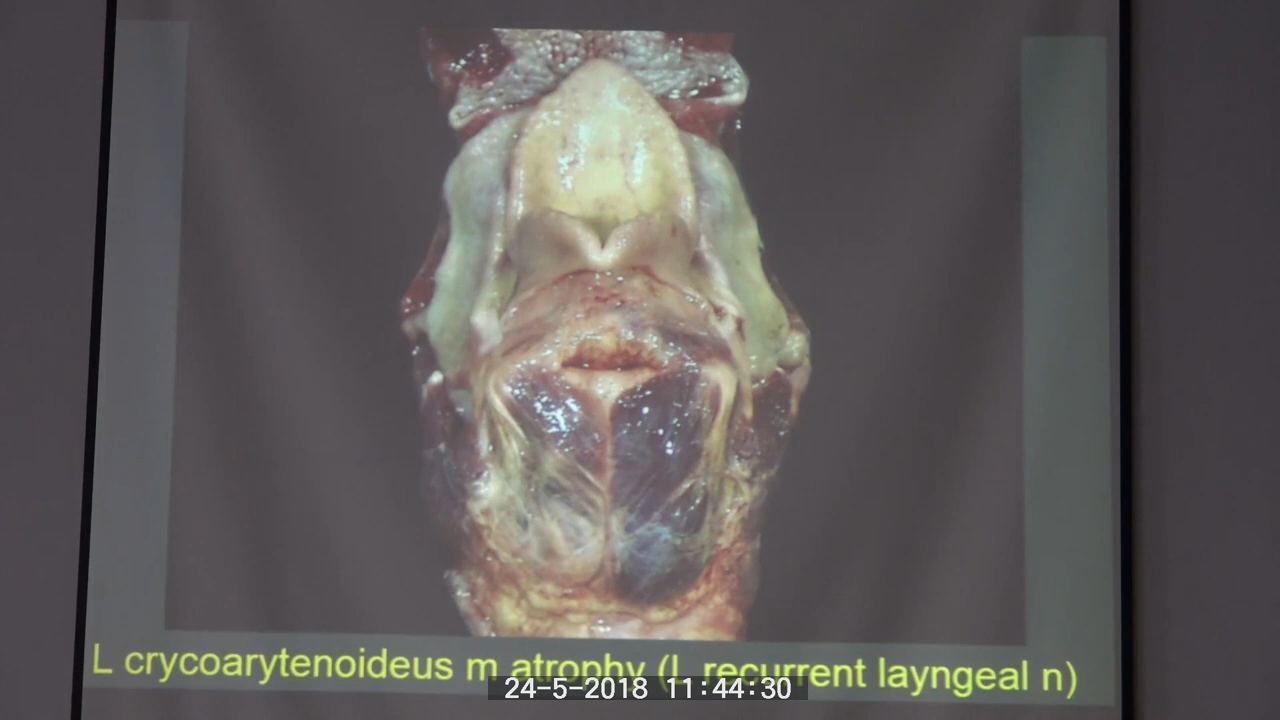 L crycoarytenoideus m atrophy (L recurrent layngeal n)
24-5-2018 11:44:30